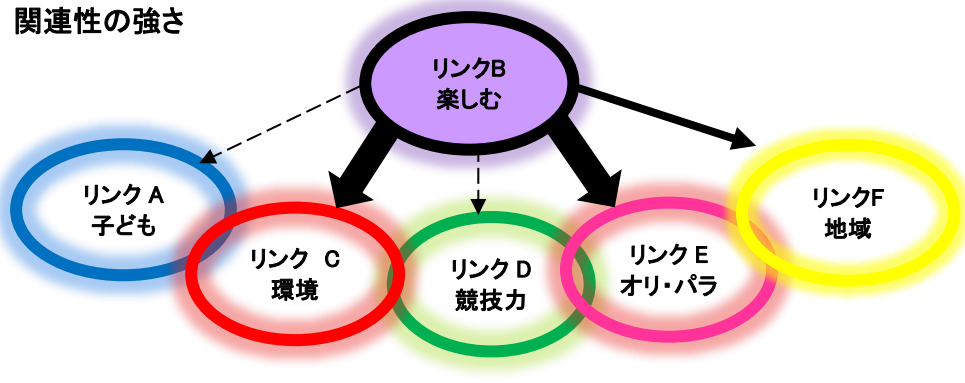 関連性の強さ
リンクB
楽しむ
リンク A
子ども
リンク C
環境
リンク D
競技力
リンク E
オリ・パラ
リンクF
地域